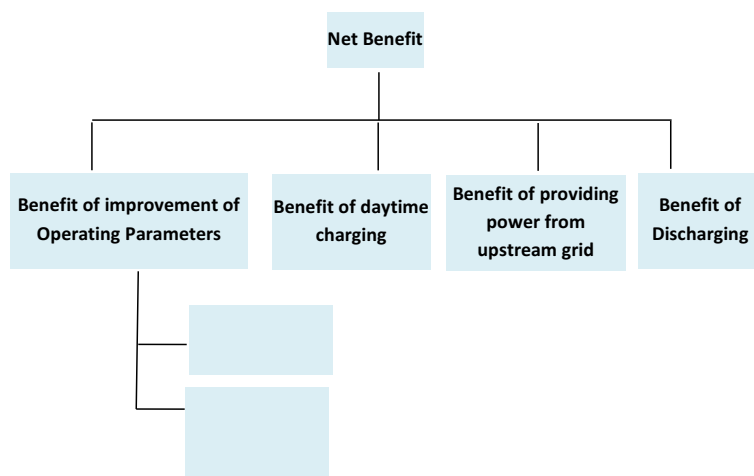 Net Benefit
Benefit of improvement of
Operating Parameters
Benefit of daytime
charging
Benefit of providing
power from
upstream grid
Benefit of
Discharging